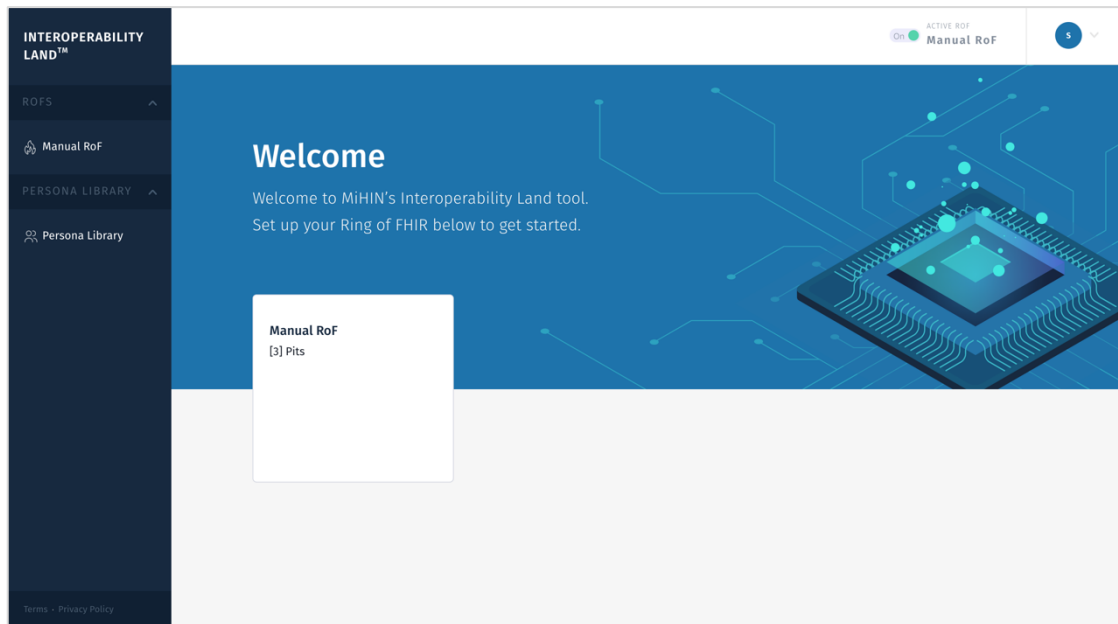 INTEROPERABILITY
LAND™
ROFS
Manual RoF
PERSONA LIBRARY
Persona Library
Terms - Privacy Policy
On
ACTIVE ROF
Manual RoF
S
Welcome
Welcome to MiHIN's Interoperability Land tool.
Set up your Ring of FHIR below to get started.
Manual RoF
[3] Pits